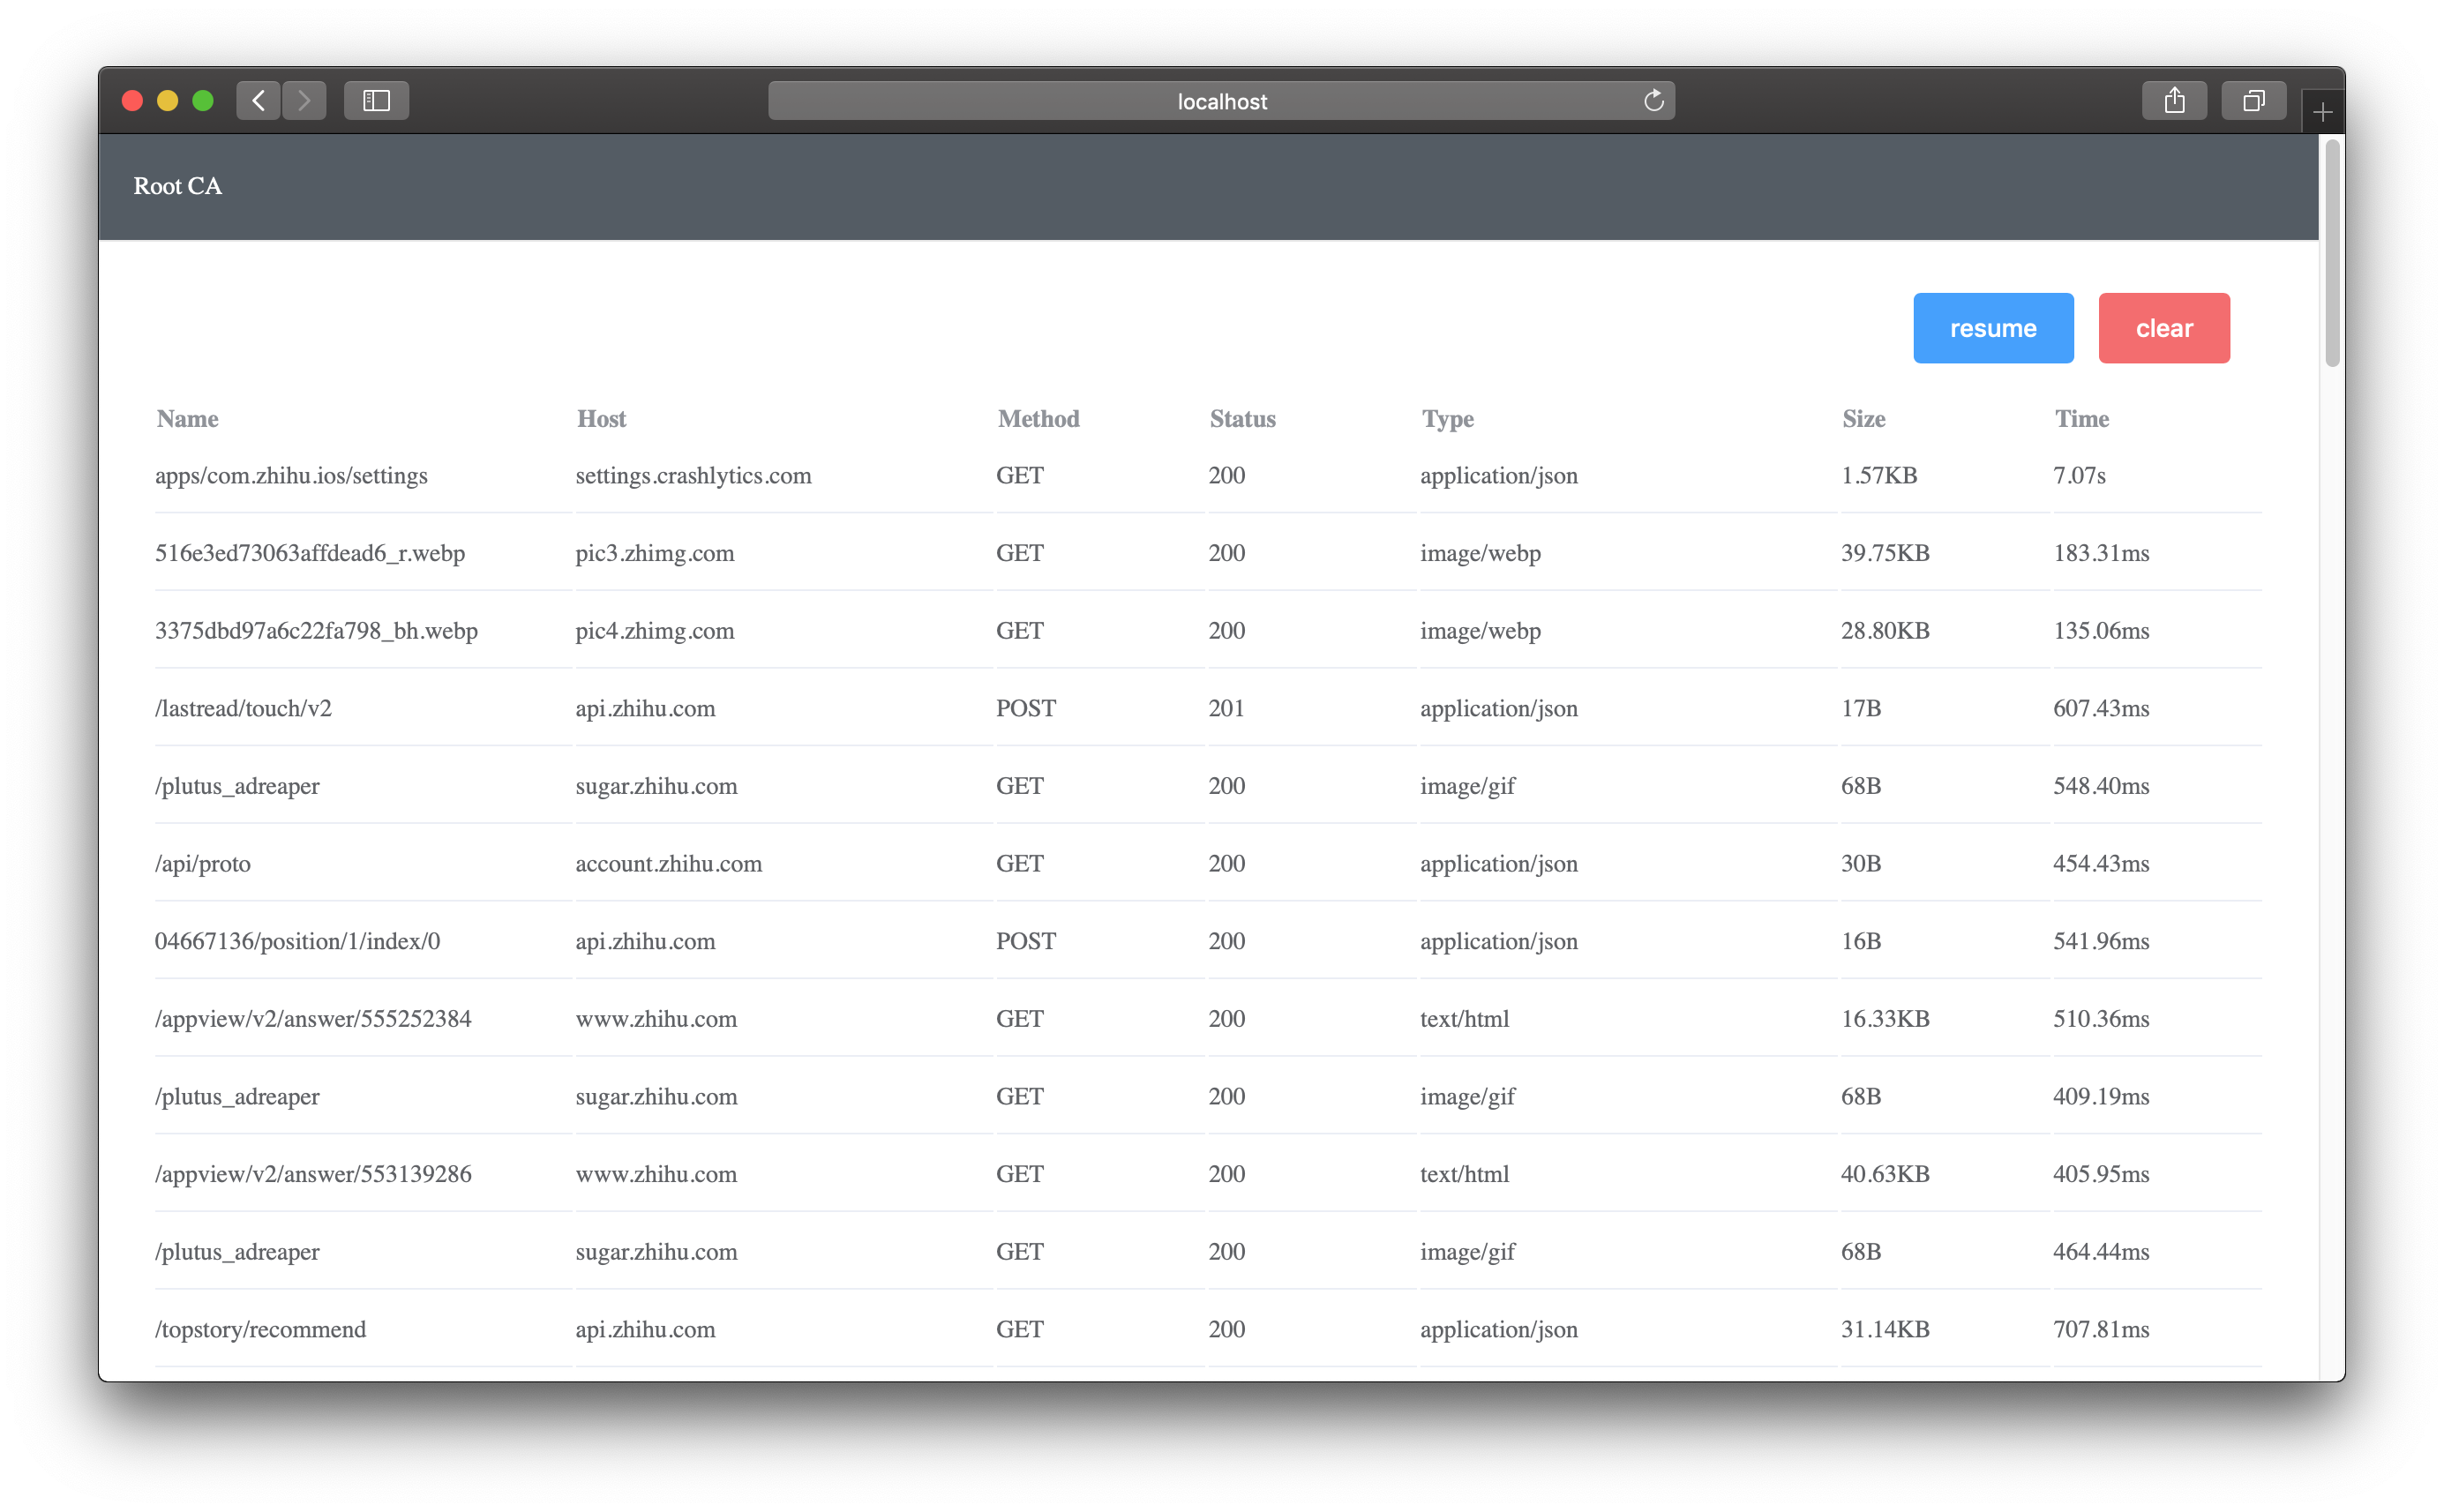 localhost
Root CA
resume clear
Name Host Method Status Type Size Time
apps/com.zhihu.ios/settings settings.crashlytics.com GET 200 application/json 1.57KB 7.07s
516e3ed73063affdead6_r.webp pic3.zhimg.com GET 200 image/webp 39.75KB 183.31ms
3375dbd97a6c22fa798_bh.webp pic4.zhimg.com GET 200 image/webp 28.80KB 135.06ms
/lastread/touch/v2 api.zhihu.com POST 201 application/json 17B 607.43ms
/plutus_adreaper sugar.zhihu.com GET 200 image/gif 68B 548.40ms
/api/proto account.zhihu.com GET 200 application/json 30B 454.43ms
04667136/position/1/index/0 api.zhihu.com POST 200 application/json 16B 541.96ms
/appview/v2/answer/555252384 www.zhihu.com GET 200 text/html 16.33KB 510.36ms
/plutus_adreaper sugar.zhihu.com GET 200 image/gif 68B 409.19ms
/appview/v2/answer/553139286 www.zhihu.com GET 200 text/html 40.63KB 405.95ms
/plutus_adreaper sugar.zhihu.com GET 200 image/gif 68B 464.44ms
/topstory/recommend api.zhihu.com GET 200 application/json 31.14KB 707.81ms